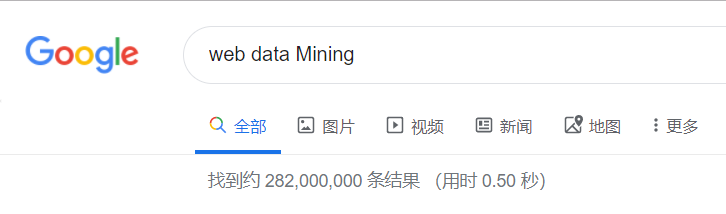 Google web data Mining
全部 图片 视频 新闻 地图 更多
找到约 282,000,000 条结果 （用时 0.50 秒）